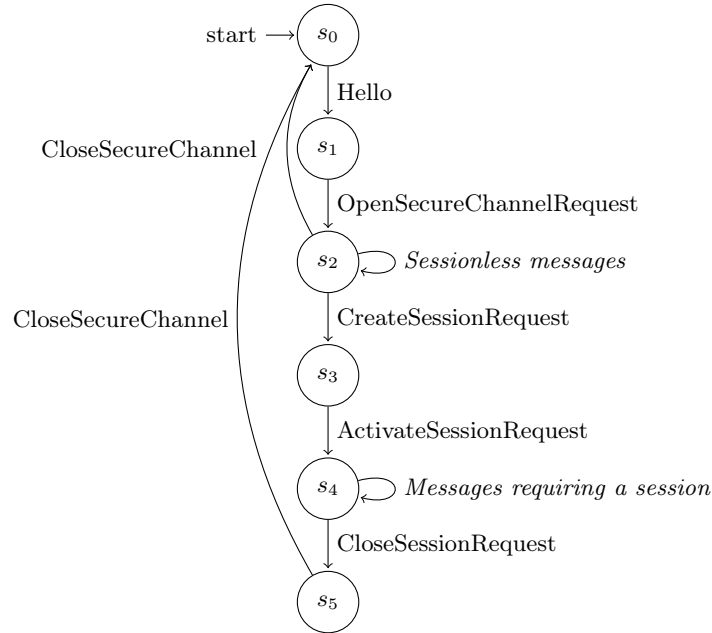 start
s0
Hello
s1
CloseSecureChannel
OpenSecureChannelRequest
s2
Sessionless messages
CloseSecureChannel
CreateSessionRequest
s3
ActivateSessionRequest
s4
Messages requiring a session
CloseSessionRequest
s5